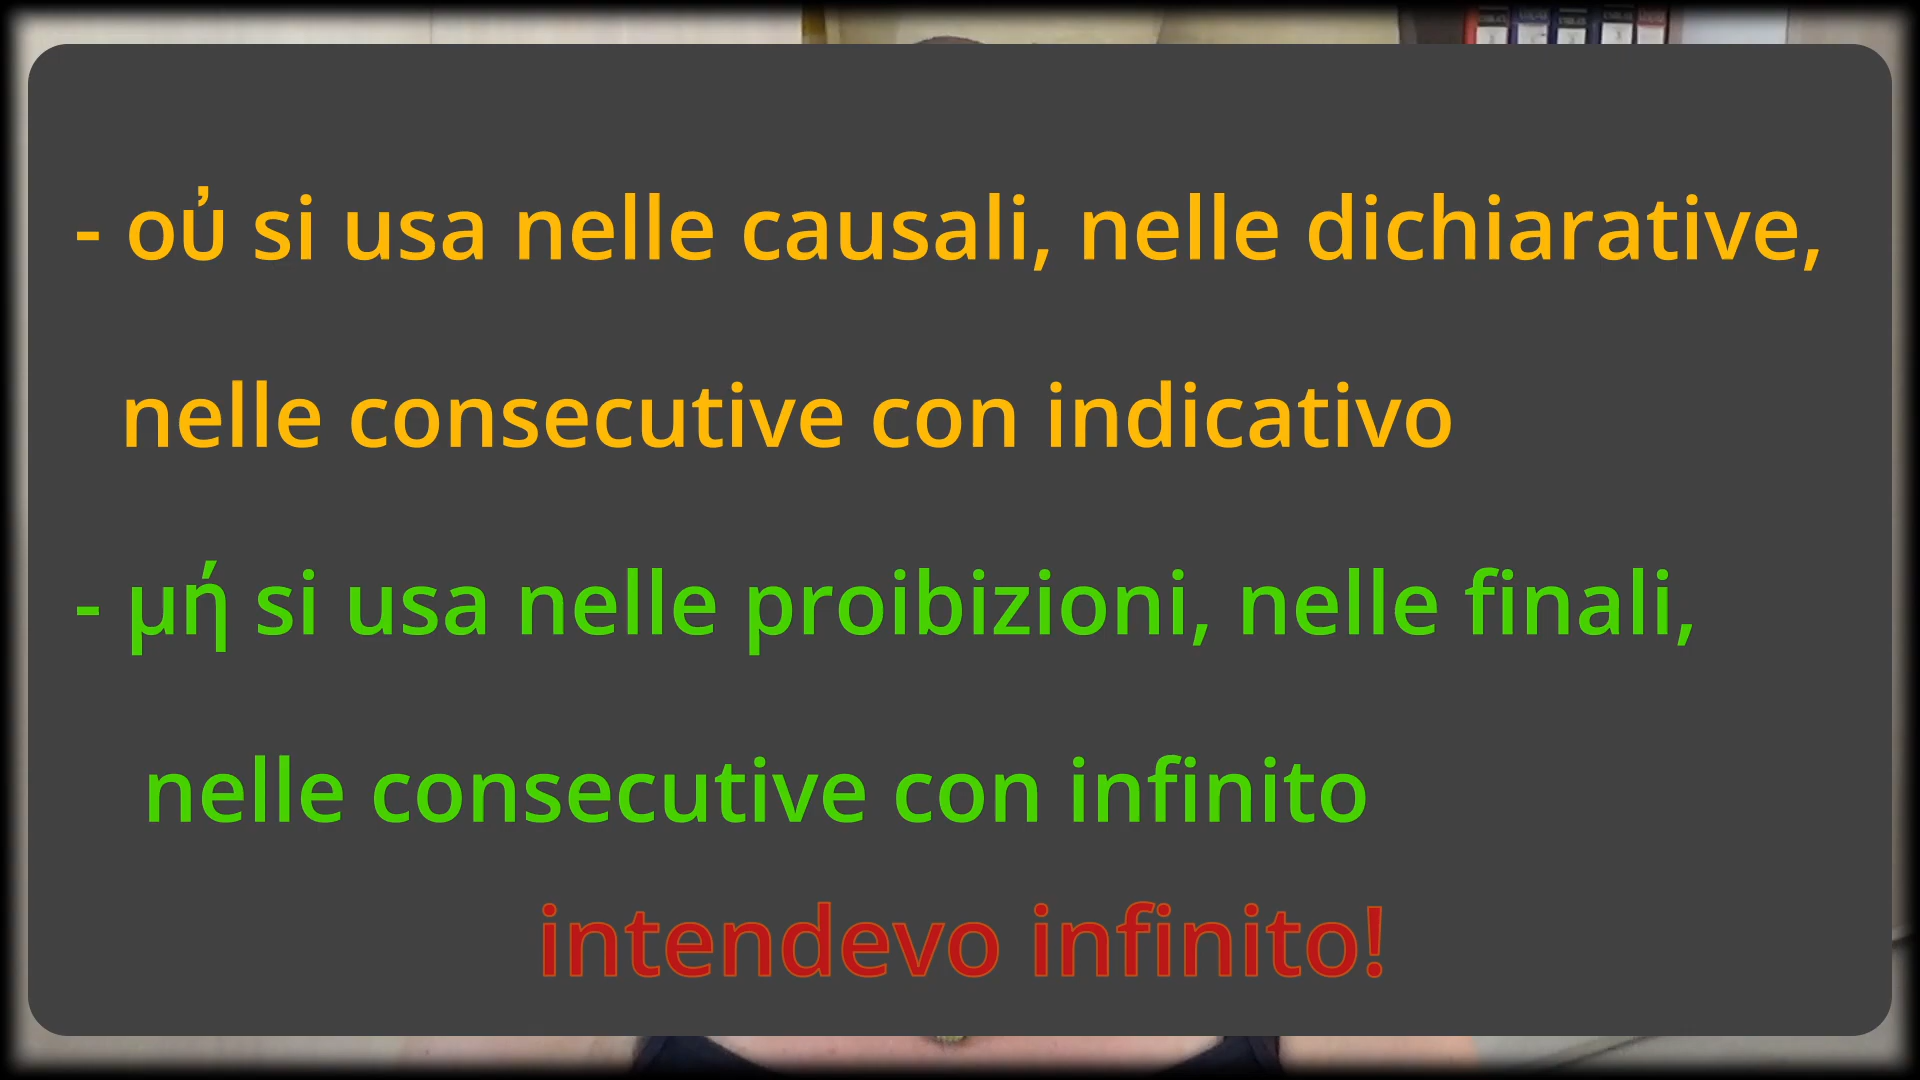 - οὐ si usa nelle causali, nelle dichiarative,
nelle consecutive con indicativo
- μή si usa nelle proibizioni, nelle finali,
nelle consecutive con infinito
intendevo infinito!